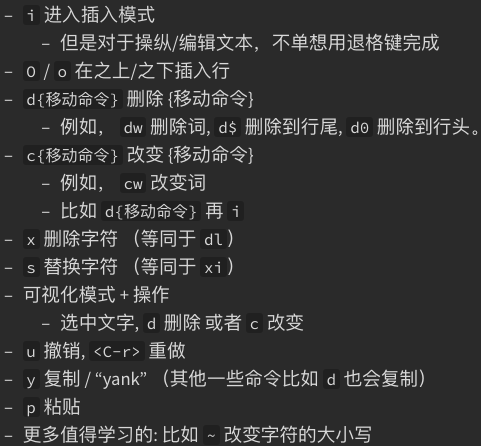 – i 进入插入模式
– 但是对于操纵/编辑文本，不单想用退格键完成
– O / o 在之上/之下插入行
– d{移动命令} 删除 {移动命令}
– 例如， dw 删除词, d$ 删除到行尾, d0 删除到行头。
– c{移动命令} 改变 {移动命令}
– 例如， cw 改变词
– 比如 d{移动命令} 再 i
– x 删除字符 （等同于 dl）
– s 替换字符 （等同于 xi）
– 可视化模式 + 操作
– 选中文字, d 删除 或者 c 改变
– u 撤销, <C-r> 重做
– y 复制 / “yank” （其他一些命令比如 d 也会复制）
– p 粘贴
– 更多值得学习的: 比如 ~ 改变字符的大小写